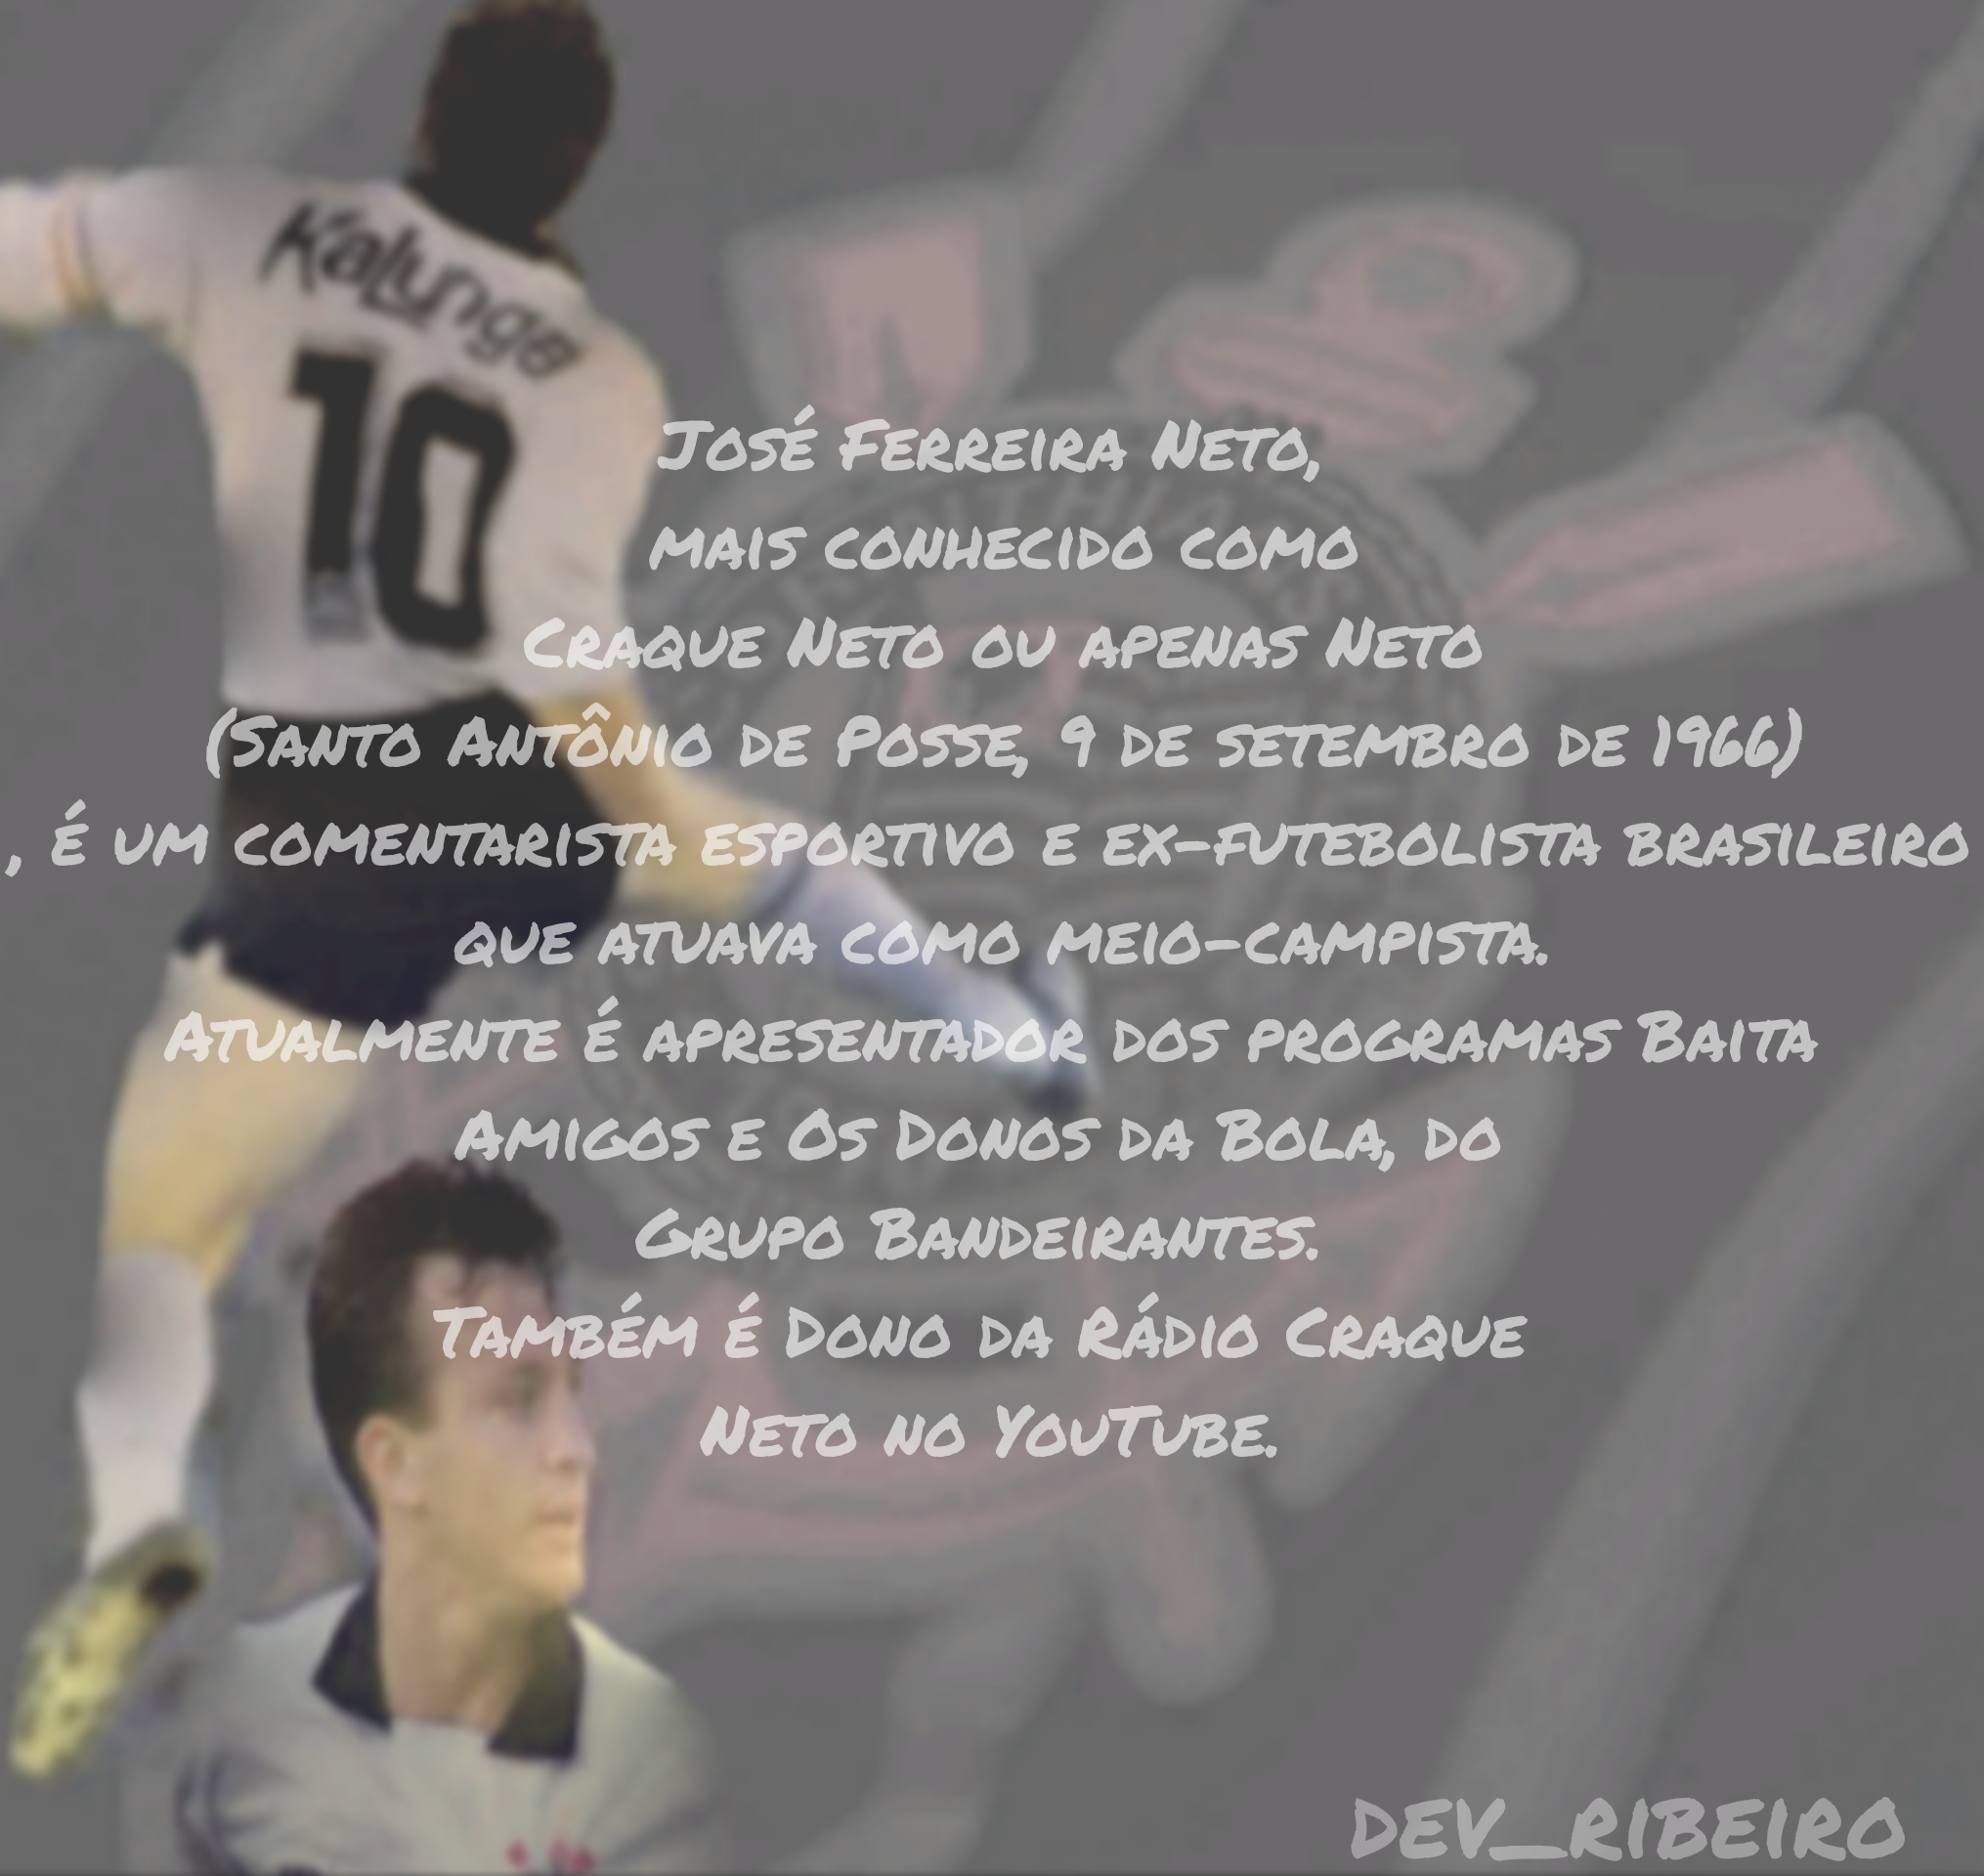 Kalunga
10
CORINTHIANS
José Ferreira Neto,
mais conhecido como
Craque Neto ou apenas Neto
(Santo Antônio de Posse, 9 de setembro de 1966)
, é um comentarista esportivo e ex-futebolista brasileiro
que atuava como meio-campista.
Atualmente é apresentador dos programas Baita
Amigos e Os Donos da Bola, do
Grupo Bandeirantes.
Também é Dono da Rádio Craque
Neto no YouTube.
DEV_RIBEIRO